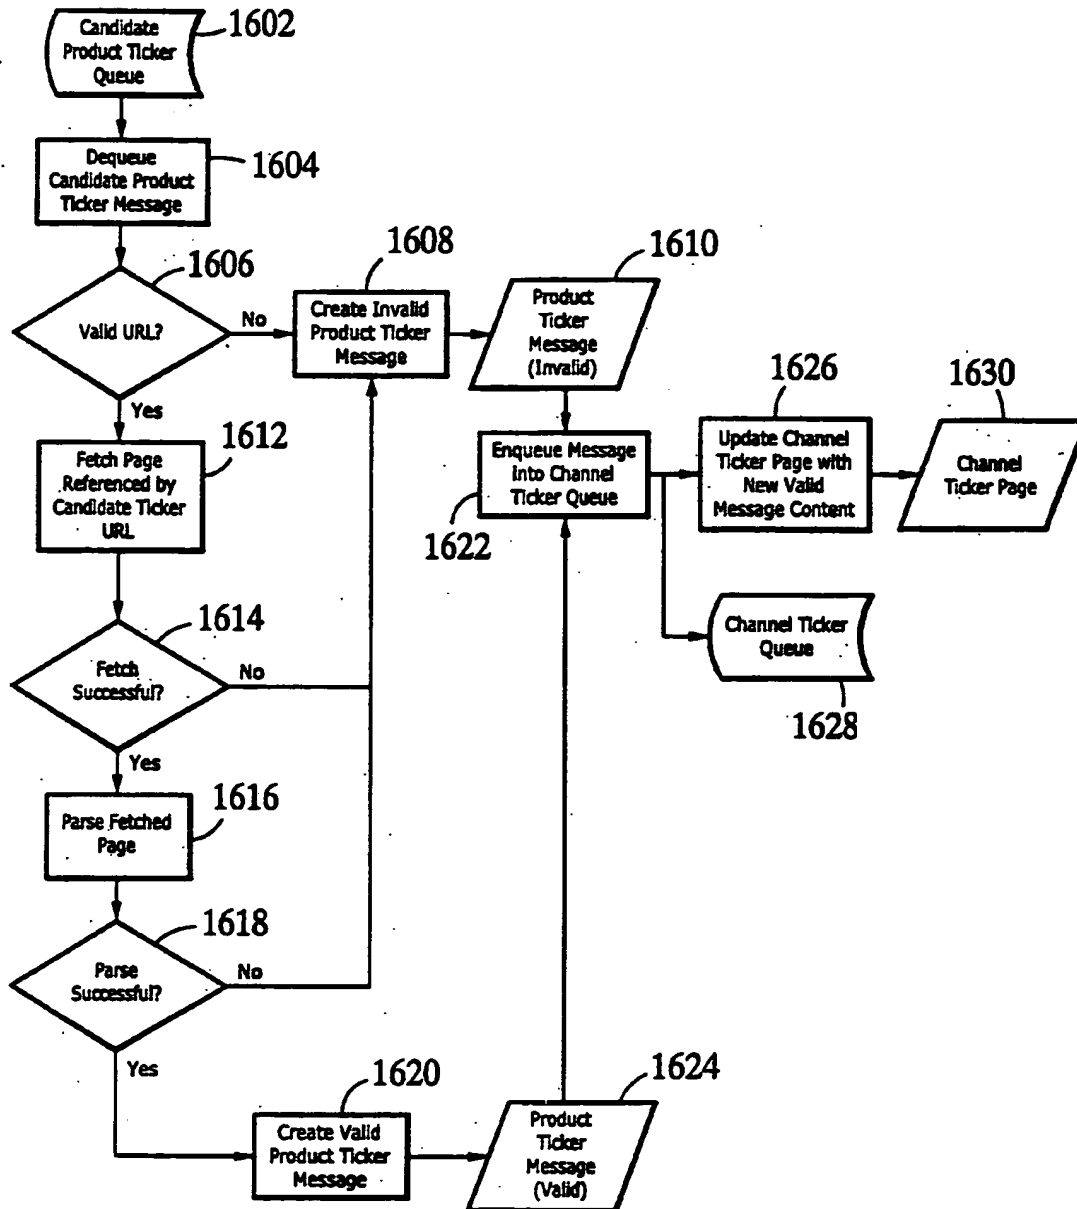 1602
Candidate
Product Ticker
Queue
Dequeue
Candidate Product
Ticker Message
1604
1606
Valid URL?
No
Yes
1608
Create Invalid
Product Ticker
Message
1610
Product
Ticker
Message
(Invalid)
1612
Fetch Page
Referenced by
Candidate Ticker
URL
Enqueue Message
into Channel
Ticker Queue
1622
1626
Update Channel
Ticker Page with
New Valid
Message Content
1630
Channel
Ticker Page
1614
Fetch
Successful?
No
Yes
Channel Ticker
Queue
1628
1616
Parse Fetched
Page
1618
Parse
Successful?
No
Yes
1620
Create Valid
Product Ticker
Message
1624
Product
Ticker
Message
(Valid)